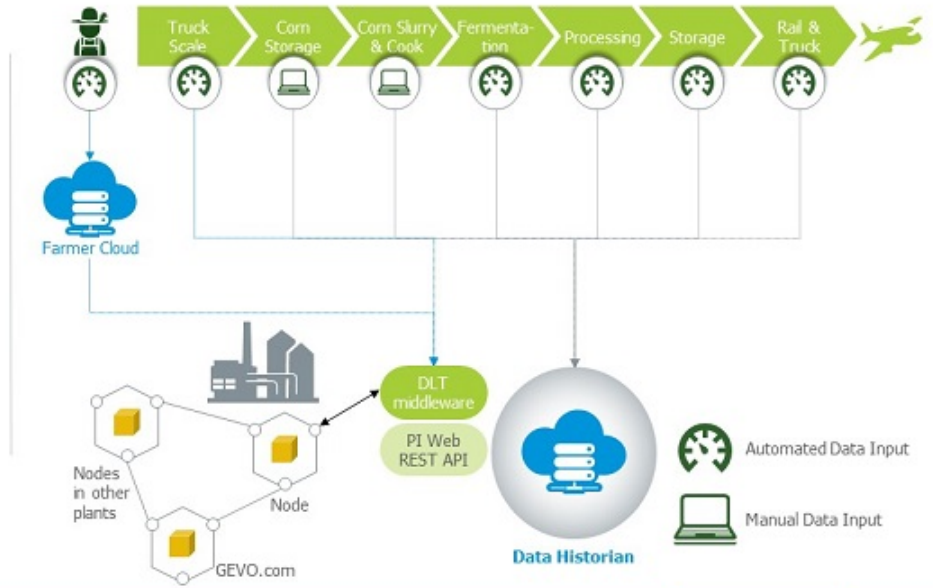 Truck
Scale
Corn
Storage
Corn Slurry
& Cook
Fermenta-
tion
Processing
Storage
Rail &
Truck
Farmer Cloud
DLT
middleware
PI Web
REST API
Nodes
in other
plants
Node
GEVO.com
Data Historian
Automated Data Input
Manual Data Input